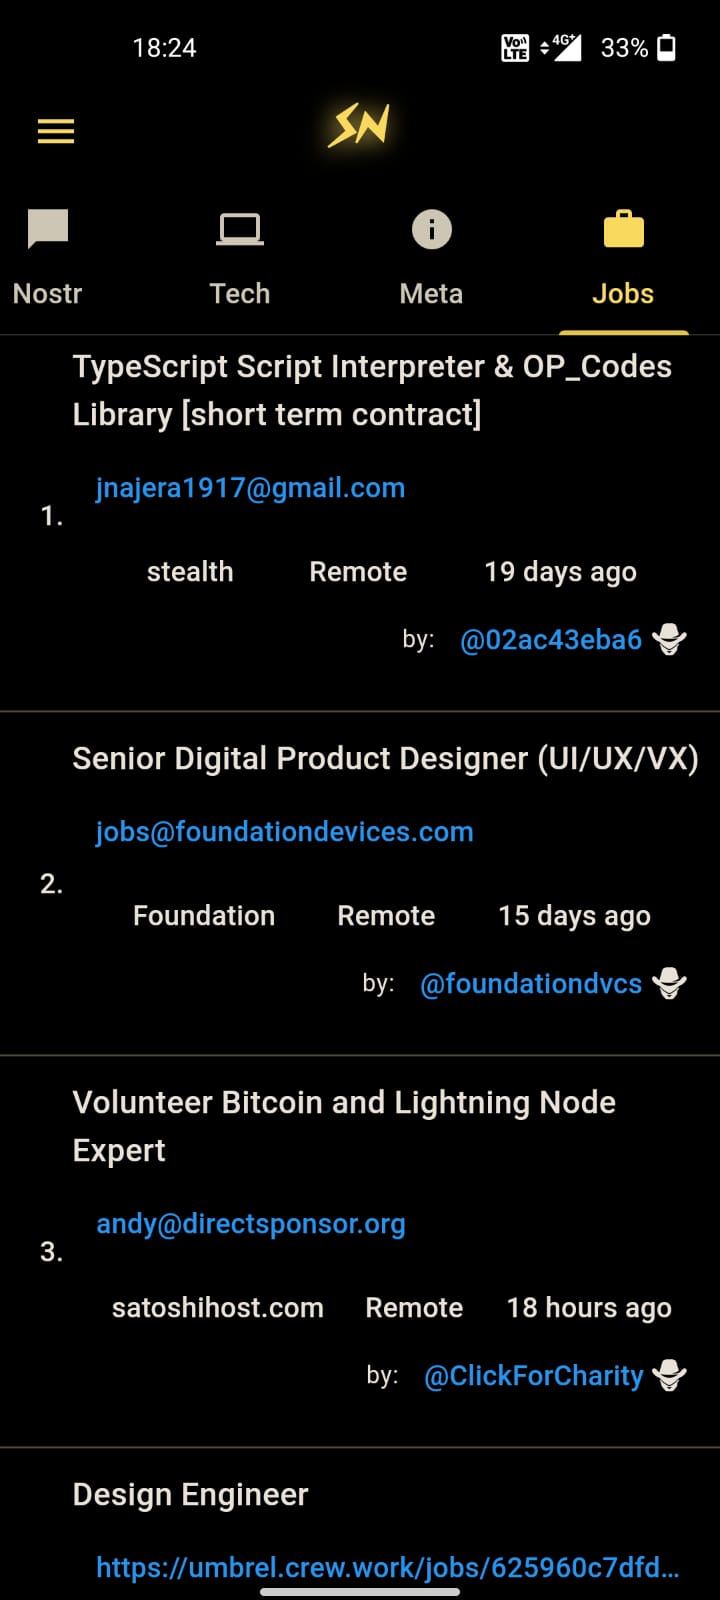 18:24
VoLTE
4G+
33%
SN
Nostr
Tech
Meta
Jobs
TypeScript Script Interpreter & OP_Codes
Library [short term contract]
jnajera1917@gmail.com
1.
stealth
Remote
19 days ago
by: @02ac43eba6
Senior Digital Product Designer (UI/UX/VX)
jobs@foundationdevices.com
2.
Foundation
Remote
15 days ago
by: @foundationdvcs
Volunteer Bitcoin and Lightning Node
Expert
andy@directsponsor.org
3.
satoshihost.com
Remote
18 hours ago
by: @ClickForCharity
Design Engineer
https://umbrel.crew.work/jobs/625960c7dfd...